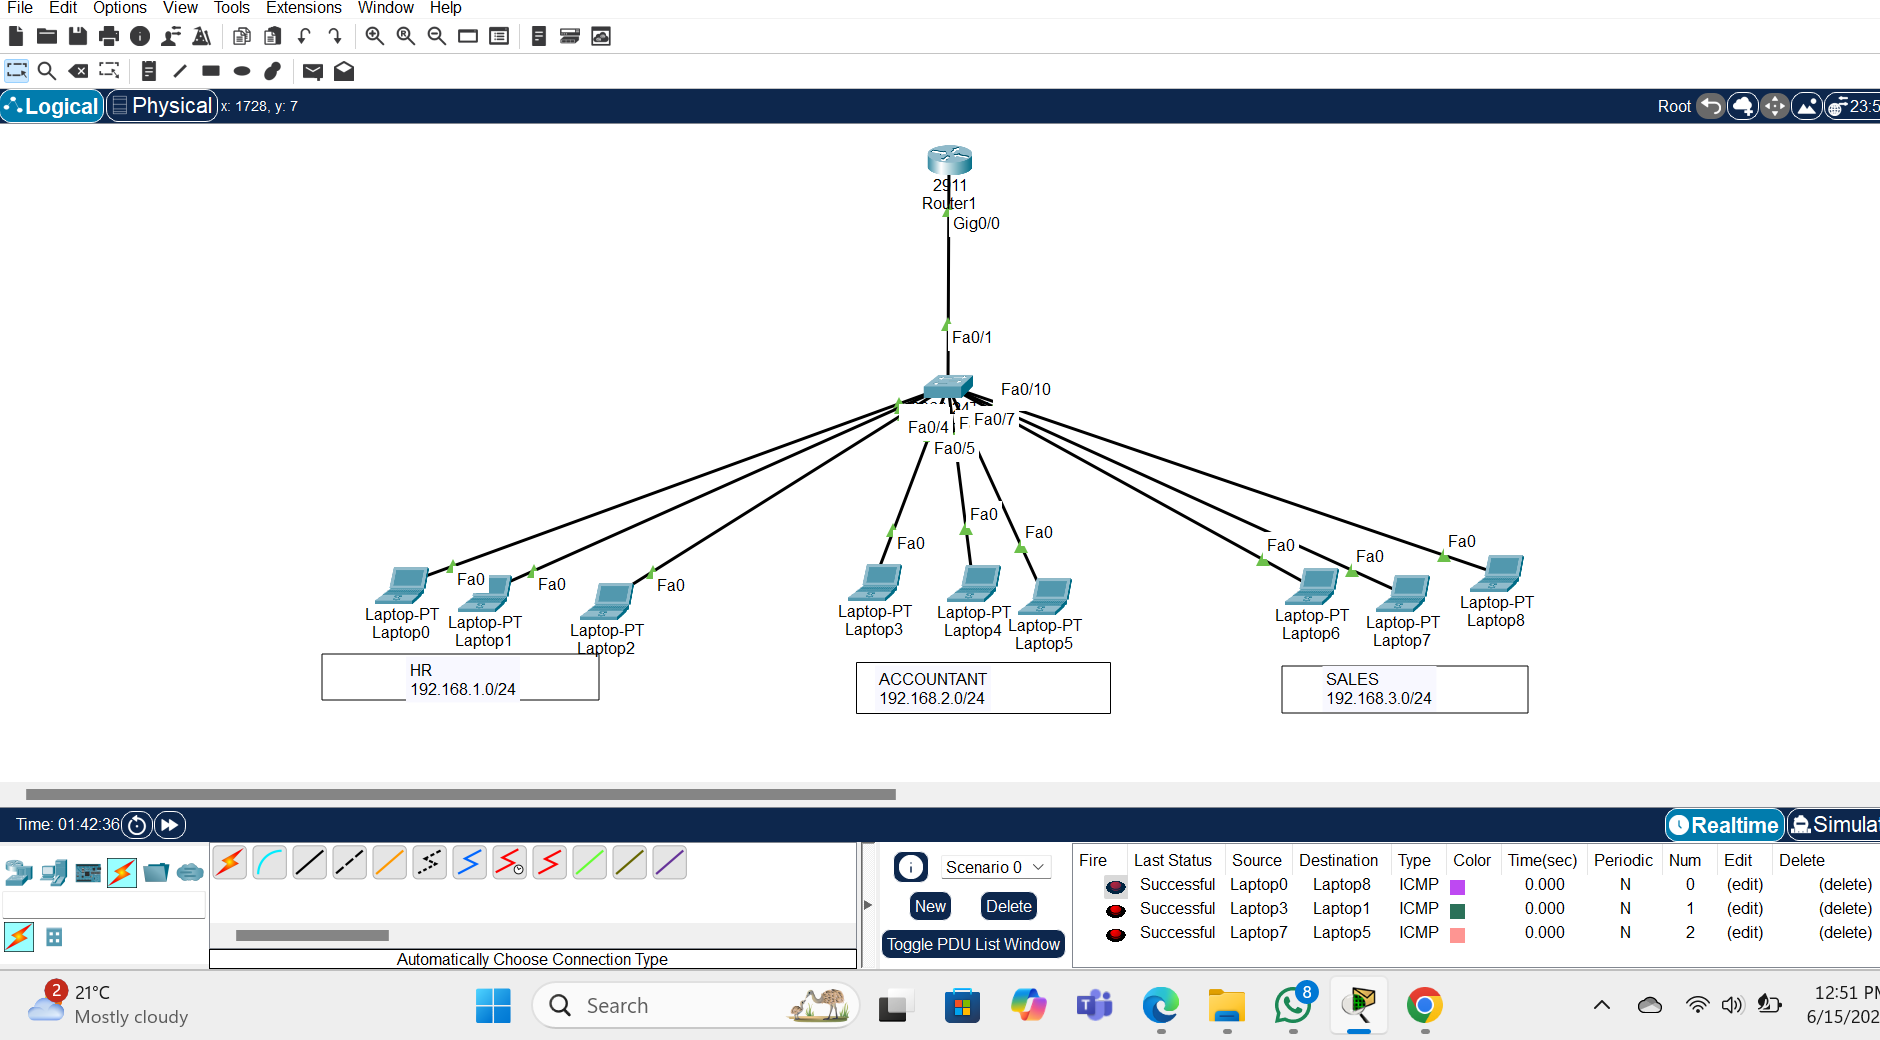 File Edit Options View Tools Extensions Window Help
Logical Physical x: 1728, y: 7 Root
2911
Router1
Gig0/0
Fa0/1
Fa0/10
Fa0/7
Fa0/4
Fa0/5
Fa0
Fa0
Fa0
Fa0
Fa0
Fa0
Fa0
Fa0
Fa0
Laptop-PT
Laptop0
Laptop-PT
Laptop1
Laptop-PT
Laptop2
Laptop-PT
Laptop3
Laptop-PT
Laptop4
Laptop-PT
Laptop5
Laptop-PT
Laptop6
Laptop-PT
Laptop7
Laptop-PT
Laptop8
HR
192.168.1.0/24
ACCOUNTANT
192.168.2.0/24
SALES
192.168.3.0/24
Time: 01:42:36 Realtime
Automatically Choose Connection Type
Scenario 0
New Delete
Toggle PDU List Window
Fire Last Status Source Destination Type Color Time(sec) Periodic Num Edit Delete
Successful Laptop0 Laptop8 ICMP 0.000 N 0 (edit) (delete)
Successful Laptop3 Laptop1 ICMP 0.000 N 1 (edit) (delete)
Successful Laptop7 Laptop5 ICMP 0.000 N 2 (edit) (delete)
2
21°C
Mostly cloudy
Search
8
12:51